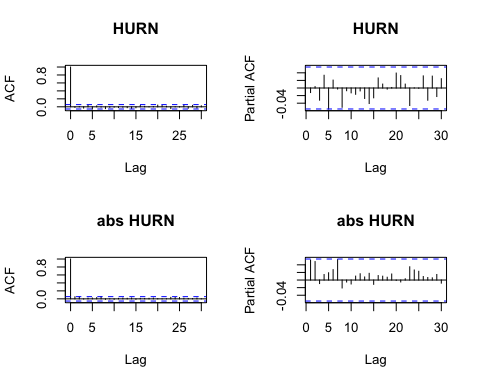 HURN
HURN
ACF
0.0 0.8
0 5 15 25
Lag
Partial ACF
-0.04
0 5 10 20 30
Lag
abs HURN
abs HURN
ACF
0.0 0.8
0 5 15 25
Lag
Partial ACF
-0.04
0 5 10 20 30
Lag